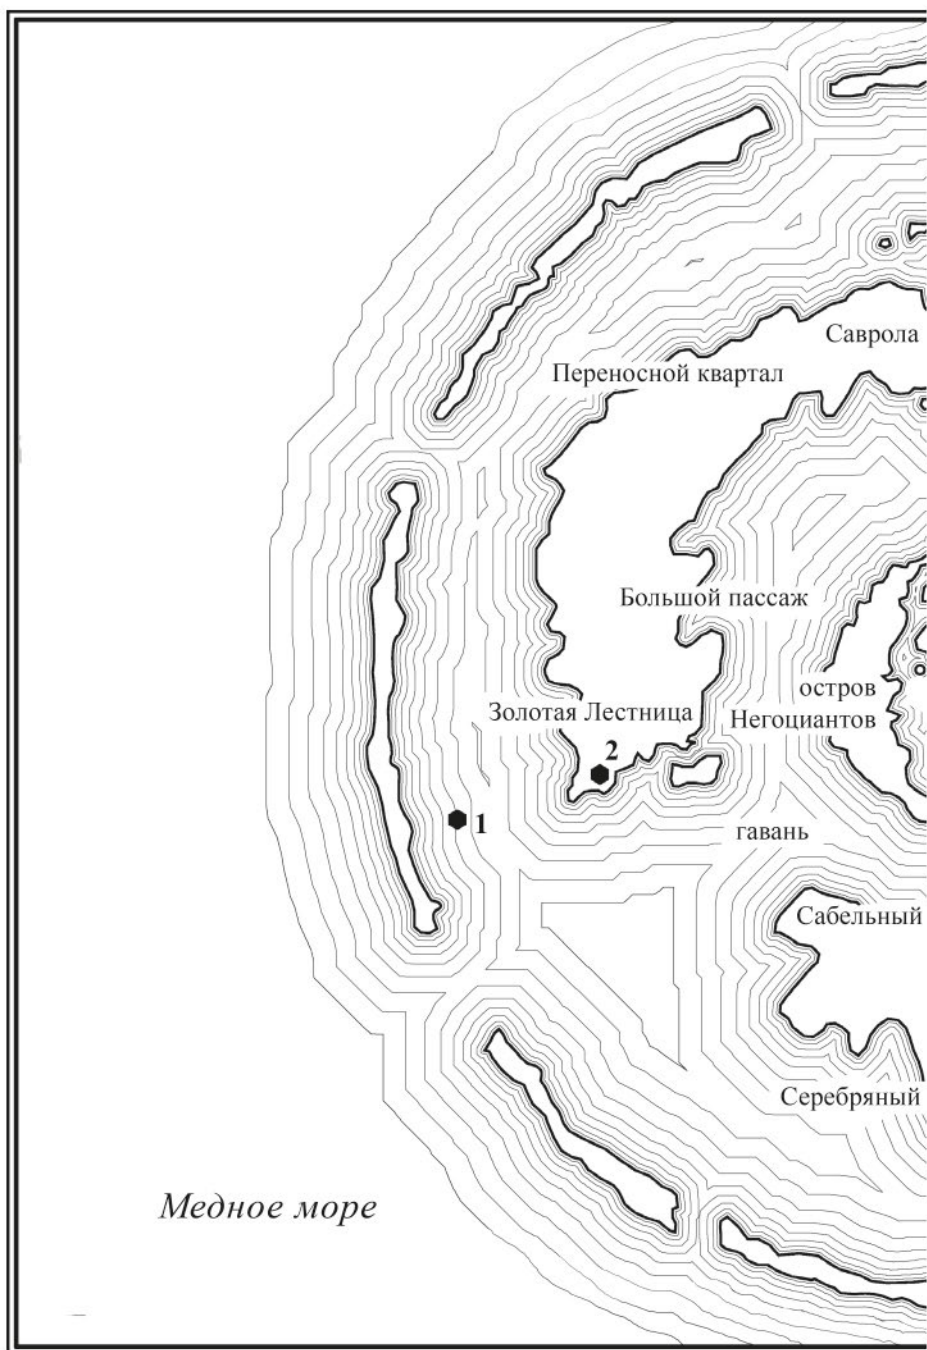 Саврола
Переносной квартал
Большой пассаж
остров
Негоциантов
Золотая Лестница
2
1
гавань
Сабельный
Серебряный
Медное море